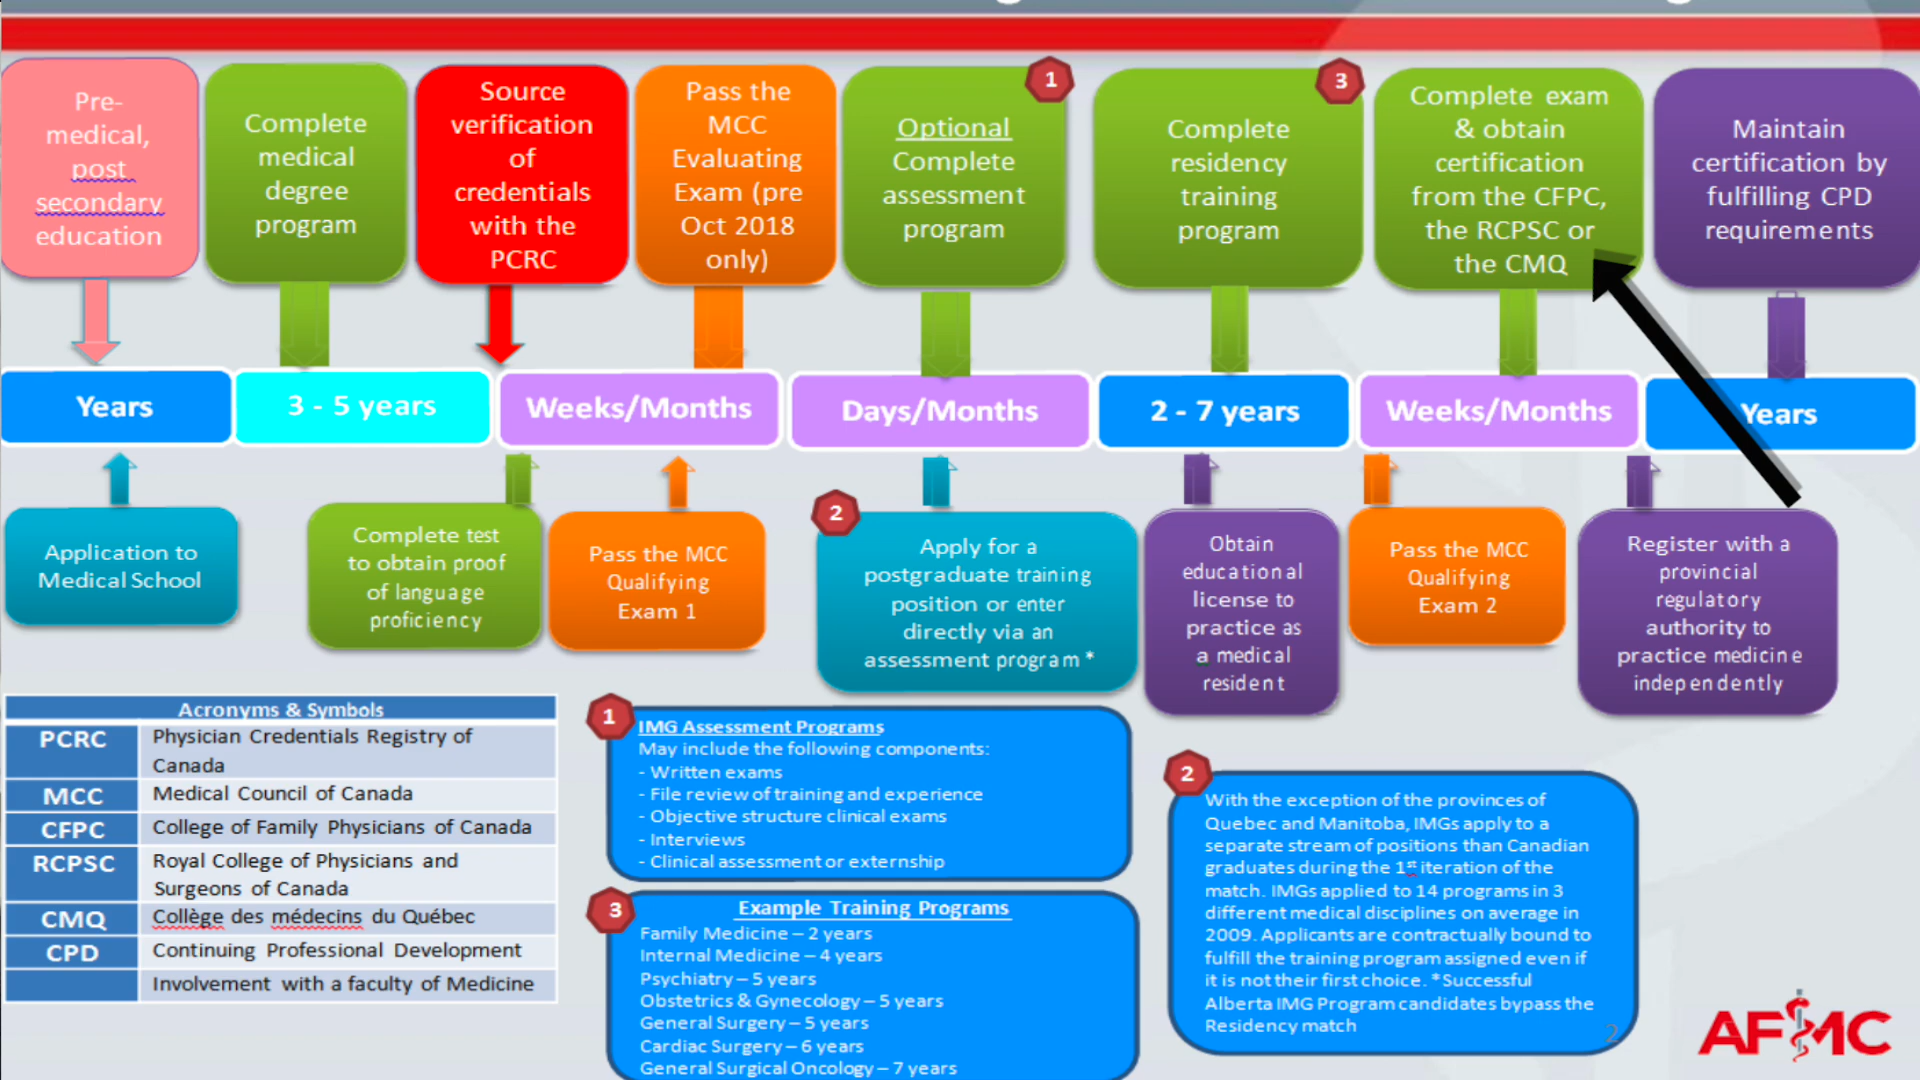 Pre-
medical,
post
secondary
education
Complete
medical
degree
program
Source
verification
of
credentials
with the
PCRC
Pass the
MCC
Evaluating
Exam (pre
Oct 2018
only)
1
Optional
Complete
assessment
program
3
Complete
residency
training
program
Complete exam
& obtain
certification
from the CFPC,
the RCPSC or
the CMQ
Maintain
certification by
fulfilling CPD
requirements
Years
3 - 5 years
Weeks/Months
Days/Months
2 - 7 years
Weeks/Months
Years
Application to
Medical School
Complete test
to obtain proof
of language
proficiency
Pass the MCC
Qualifying
Exam 1
2
Apply for a
postgraduate training
position or enter
directly via an
assessment program *
Obtain
educational
license to
practice as
a medical
resident
Pass the MCC
Qualifying
Exam 2
Register with a
provincial
regulatory
authority to
practice medicine
independently
Acronyms & Symbols
PCRC Physician Credentials Registry of
Canada
MCC Medical Council of Canada
CFPC College of Family Physicians of Canada
RCPSC Royal College of Physicians and
Surgeons of Canada
CMQ Collège des médecins du Québec
CPD Continuing Professional Development
Involvement with a faculty of Medicine
1
IMG Assessment Programs
May include the following components:
- Written exams
- File review of training and experience
- Objective structure clinical exams
- Interviews
- Clinical assessment or externship
3
Example Training Programs
Family Medicine – 2 years
Internal Medicine – 4 years
Psychiatry – 5 years
Obstetrics & Gynecology – 5 years
General Surgery – 5 years
Cardiac Surgery – 6 years
General Surgical Oncology – 7 years
2
With the exception of the provinces of
Quebec and Manitoba, IMGs apply to a
separate stream of positions than Canadian
graduates during the 1st iteration of the
match. IMGs applied to 14 programs in 3
different medical disciplines on average in
2009. Applicants are contractually bound to
fulfill the training program assigned even if
it is not their first choice. *Successful
Alberta IMG Program candidates bypass the
Residency match
2
AFMC